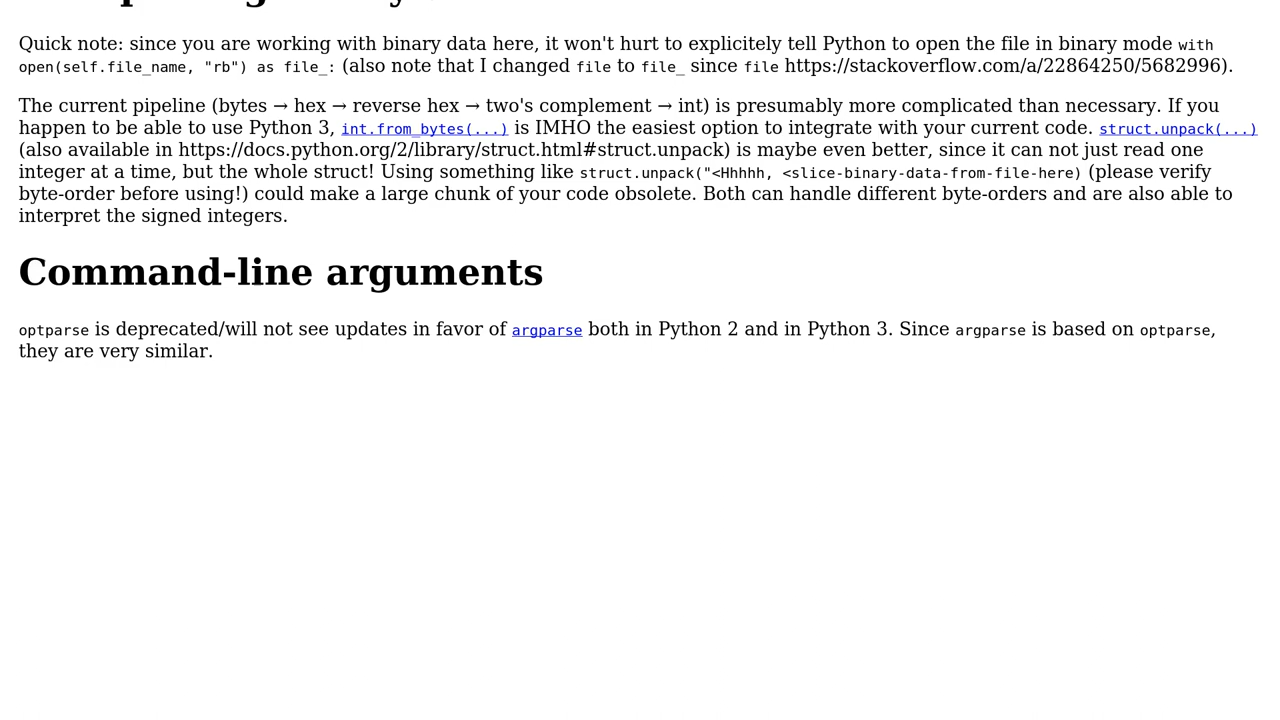 Quick note: since you are working with binary data here, it won't hurt to explicitely tell Python to open the file in binary mode with
open(self.file_name, "rb") as file_: (also note that I changed file to file_ since file https://stackoverflow.com/a/22864250/5682996).
The current pipeline (bytes → hex → reverse hex → two's complement → int) is presumably more complicated than necessary. If you
happen to be able to use Python 3, int.from_bytes(...) is IMHO the easiest option to integrate with your current code. struct.unpack(...)
(also available in https://docs.python.org/2/library/struct.html#struct.unpack) is maybe even better, since it can not just read one
integer at a time, but the whole struct! Using something like struct.unpack("<Hhhhh, <slice-binary-data-from-file-here) (please verify
byte-order before using!) could make a large chunk of your code obsolete. Both can handle different byte-orders and are also able to
interpret the signed integers.
Command-line arguments
optparse is deprecated/will not see updates in favor of argparse both in Python 2 and in Python 3. Since argparse is based on optparse,
they are very similar.